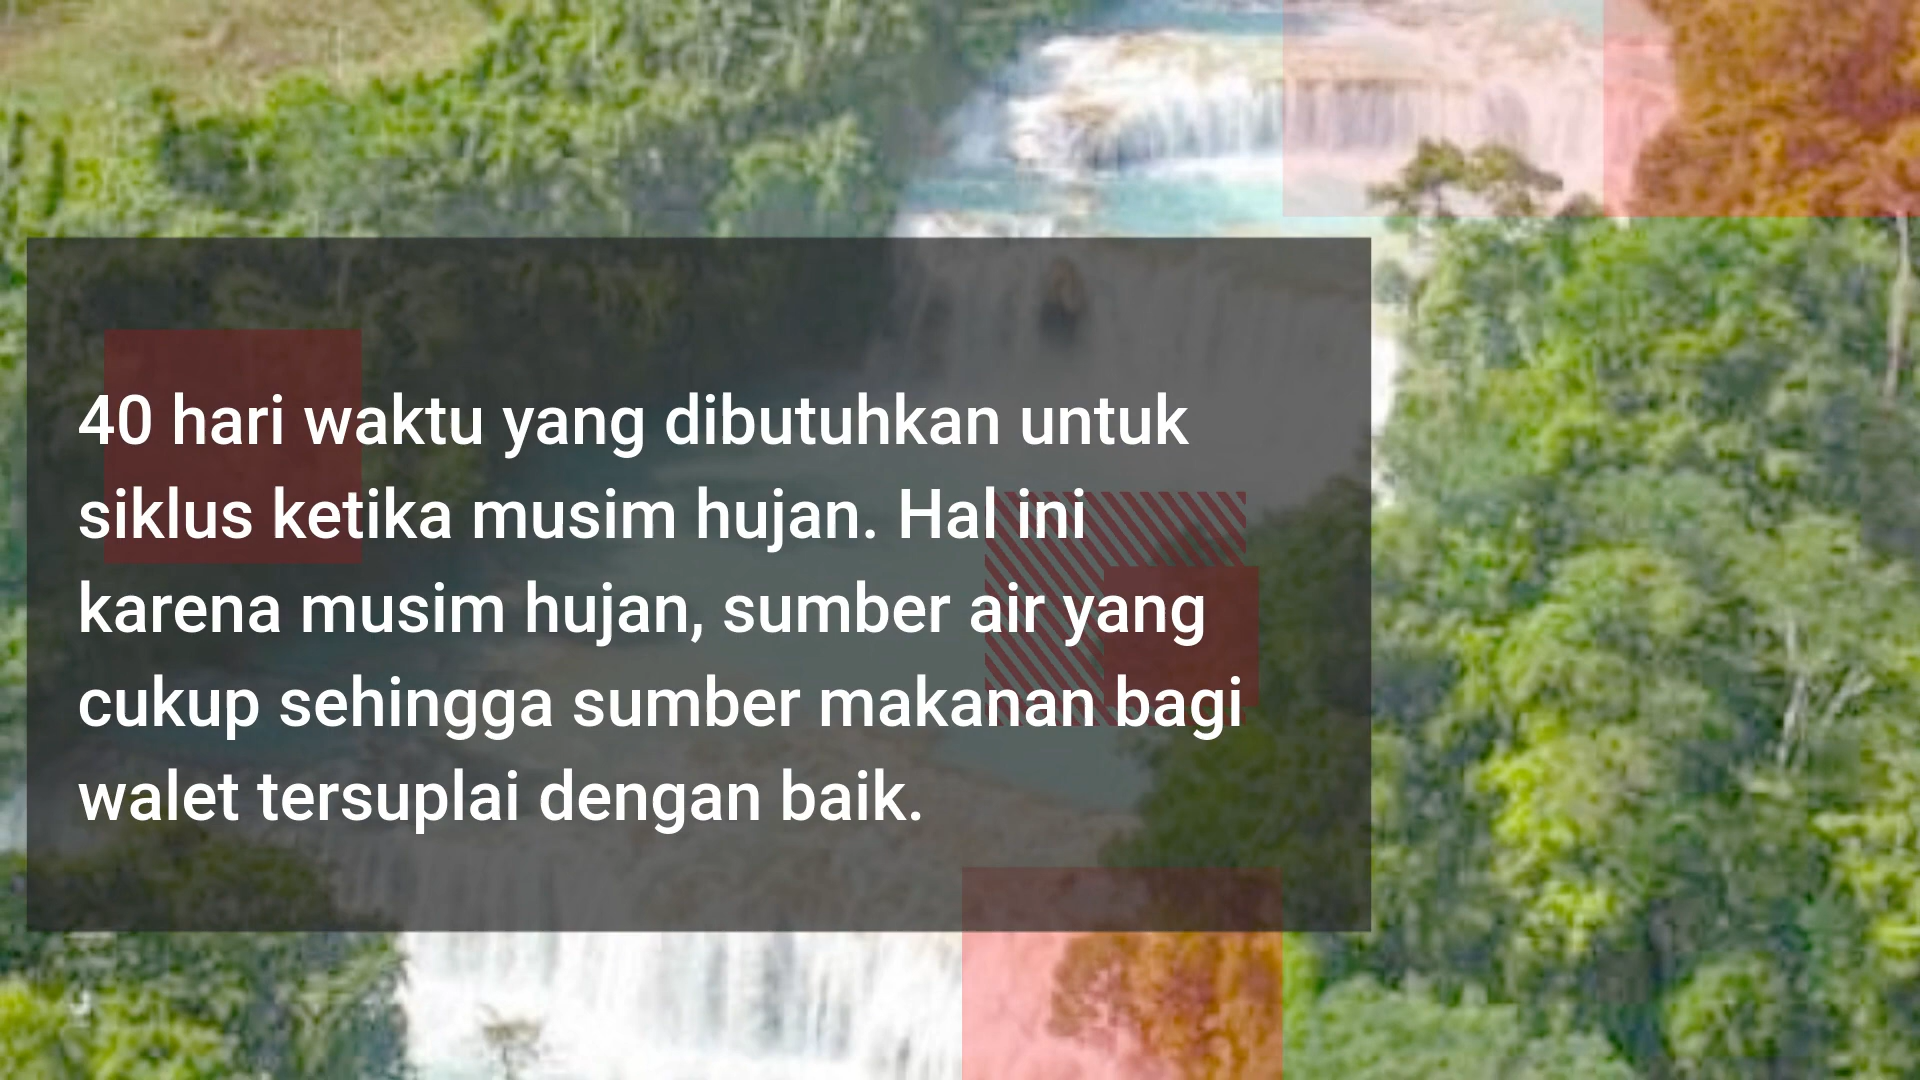 40 hari waktu yang dibutuhkan untuk
siklus ketika musim hujan. Hal ini
karena musim hujan, sumber air yang
cukup sehingga sumber makanan bagi
walet tersuplai dengan baik.